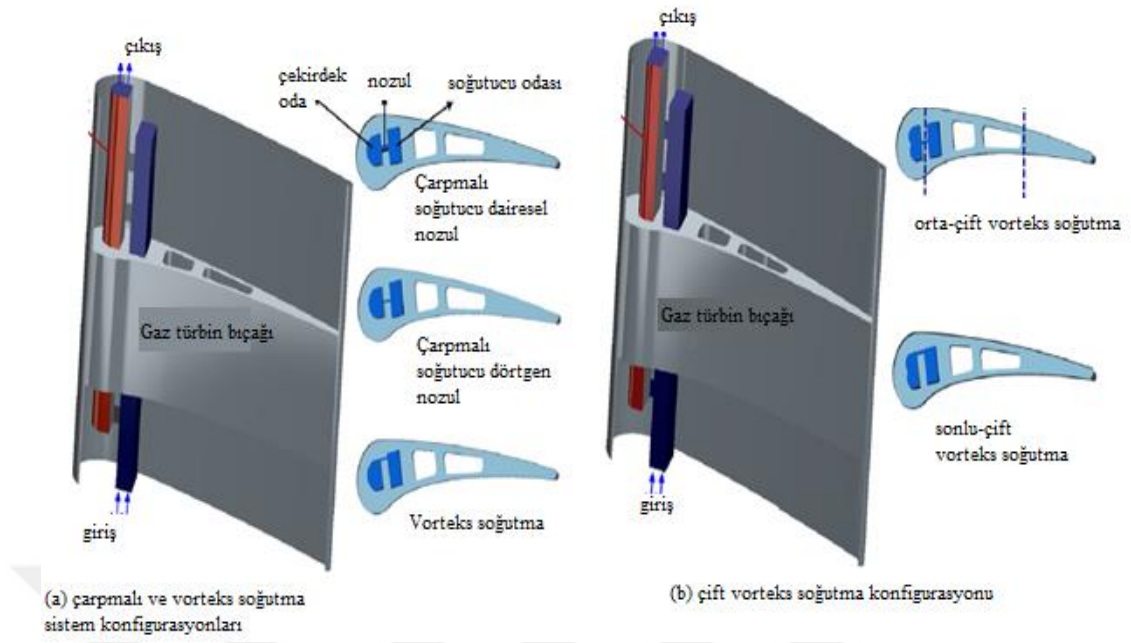 çıkış
çekirdek
oda
nozul
soğutucu odası
Çarpmalı
soğutucu dairesel
nozul
Gaz türbin bıçağı
Çarpmalı
soğutucu dörtgen
nozul
Vorteks soğutma
giriş
(a) çarpmalı ve vorteks soğutma
sistem konfigurasyonları
çıkış
orta-çift vorteks soğutma
Gaz türbin bıçağı
sonlu-çift
vorteks soğutma
giriş
(b) çift vorteks soğutma konfigurasyonu